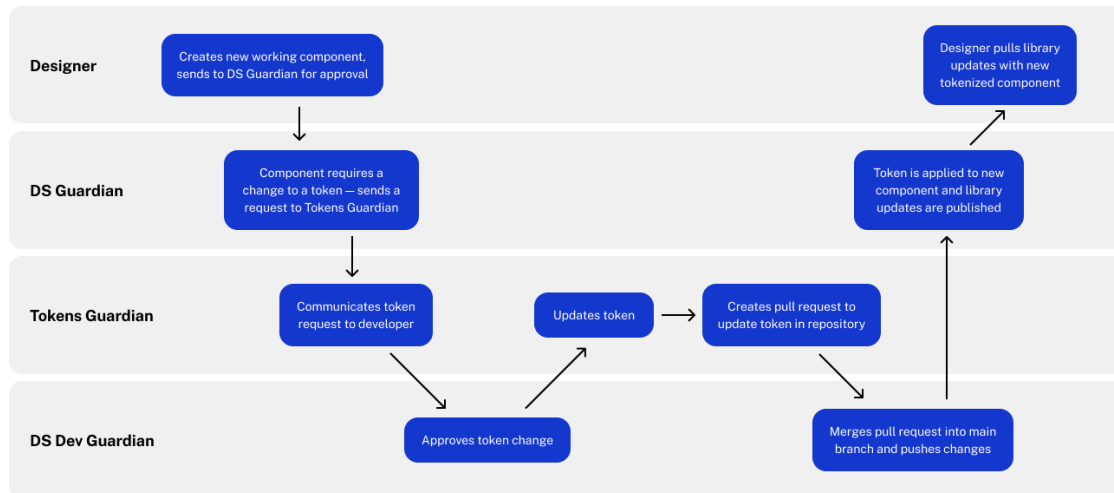 Designer
Creates new working component,
sends to DS Guardian for approval
Designer pulls library
updates with new
tokenized component
DS Guardian
Component requires a
change to a token — sends a
request to Tokens Guardian
Token is applied to new
component and library
updates are published
Tokens Guardian
Communicates token
request to developer
Updates token
Creates pull request to
update token in repository
DS Dev Guardian
Approves token change
Merges pull request into main
branch and pushes changes